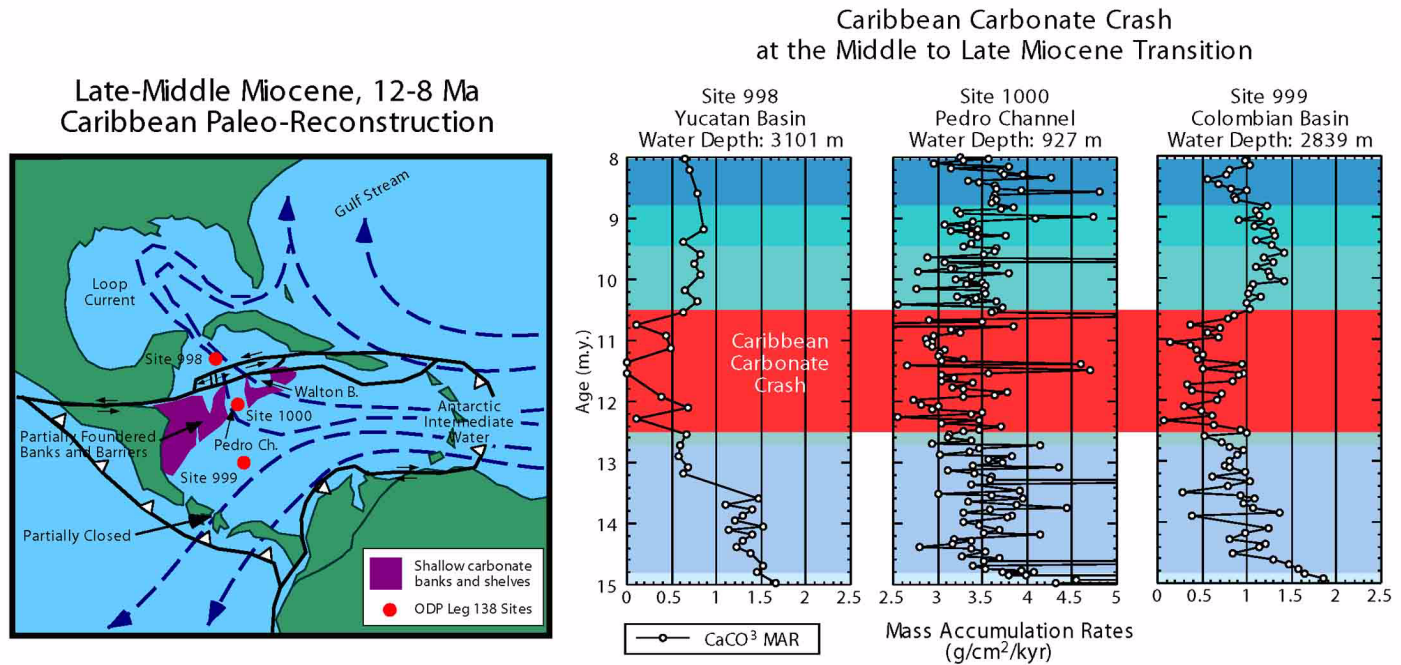 Late-Middle Miocene, 12-8 Ma
Caribbean Paleo-Reconstruction
Gulf Stream
Loop
Current
Site 998
Walton B.
Site 1000
Antarctic
Intermediate
Water
Partially Foundered
Banks and Barriers
Pedro Ch.
Site 999
Partially Closed
Shallow carbonate
banks and shelves
ODP Leg 138 Sites
Caribbean Carbonate Crash
at the Middle to Late Miocene Transition
Site 998
Yucatan Basin
Water Depth: 3101 m
Site 1000
Pedro Channel
Water Depth: 927 m
Site 999
Colombian Basin
Water Depth: 2839 m
Age (m.y.)
8
9
10
11
12
13
14
15
Caribbean
Carbonate
Crash
0 0.5 1 1.5 2 2.5
2.5 3 3.5 4 4.5 5
0 0.5 1 1.5 2 2.5
CaCO³ MAR
Mass Accumulation Rates
(g/cm²/kyr)